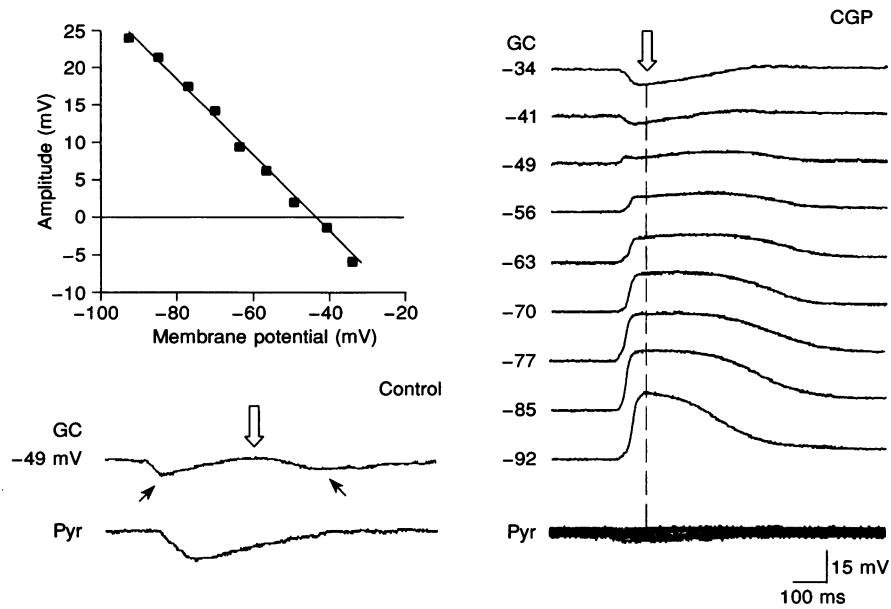 25
20
15
10
5
0
−5
−10
Amplitude (mV)
−100 −80 −60 −40 −20
Membrane potential (mV)
Control
GC
−49 mV
Pyr
CGP
GC
−34
−41
−49
−56
−63
−70
−77
−85
−92
Pyr
15 mV
100 ms